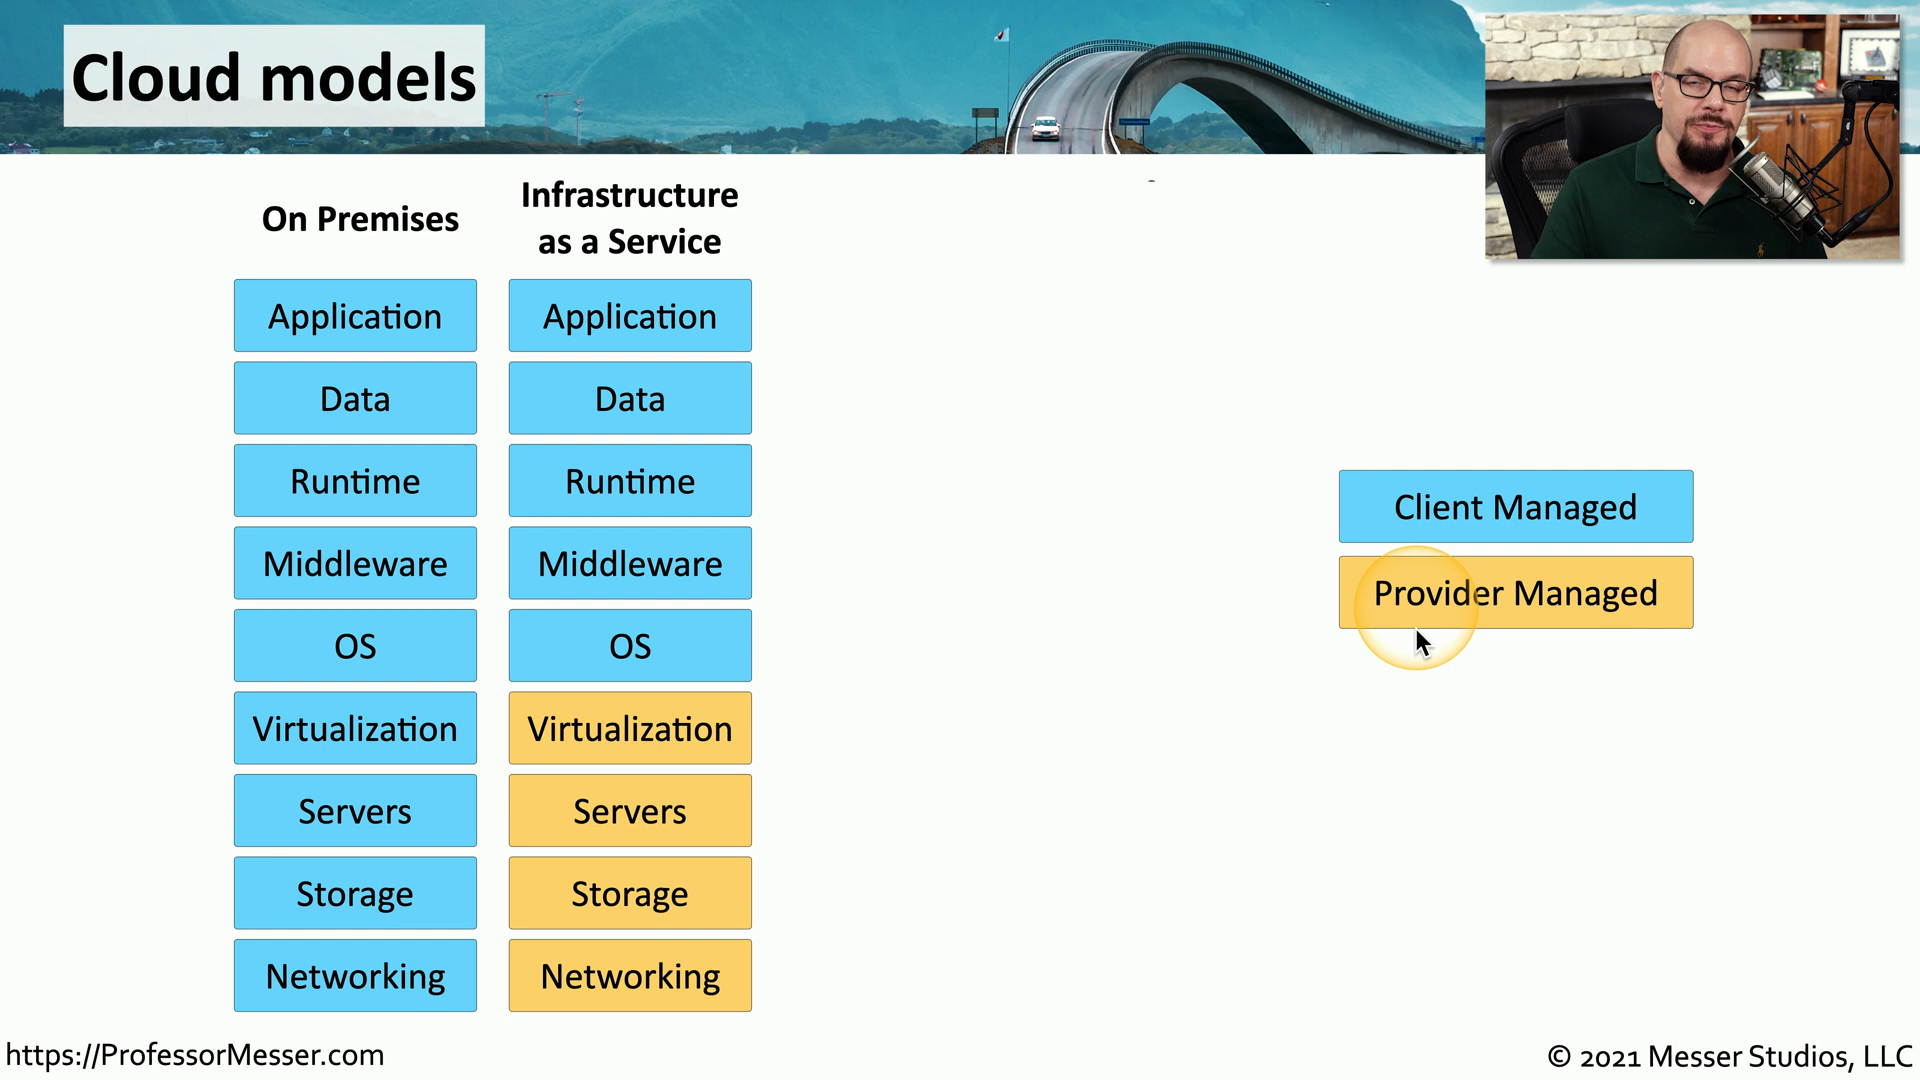 Cloud models
On Premises
Application
Data
Runtime
Middleware
OS
Virtualization
Servers
Storage
Networking
Infrastructure
as a Service
Application
Data
Runtime
Middleware
OS
Virtualization
Servers
Storage
Networking
Client Managed
Provider Managed
https://ProfessorMesser.com
© 2021 Messer Studios, LLC